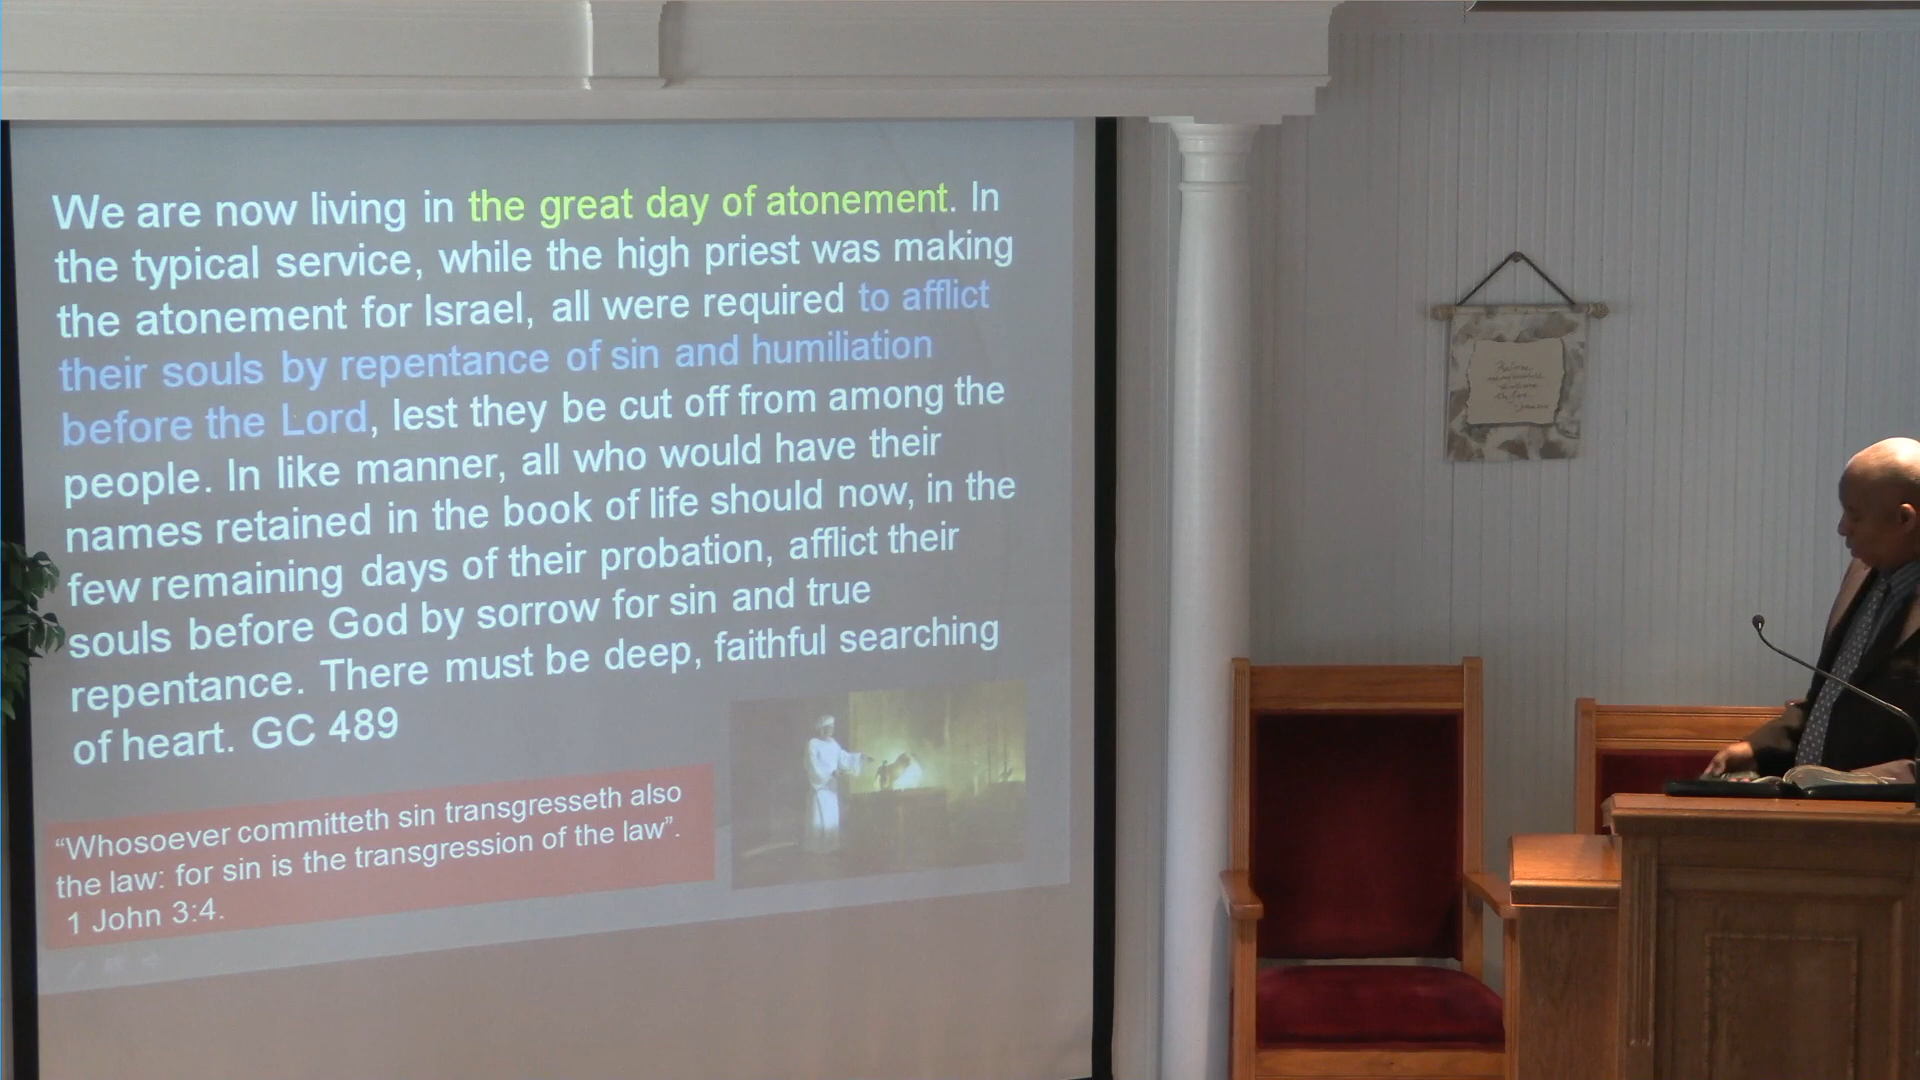 We are now living in the great day of atonement. In
the typical service, while the high priest was making
the atonement for Israel, all were required to afflict
their souls by repentance of sin and humiliation
before the Lord, lest they be cut off from among the
people. In like manner, all who would have their
names retained in the book of life should now, in the
few remaining days of their probation, afflict their
souls before God by sorrow for sin and true
repentance. There must be deep, faithful searching
of heart. GC 489
“Whosoever committeth sin transgresseth also
the law: for sin is the transgression of the law”.
1 John 3:4.